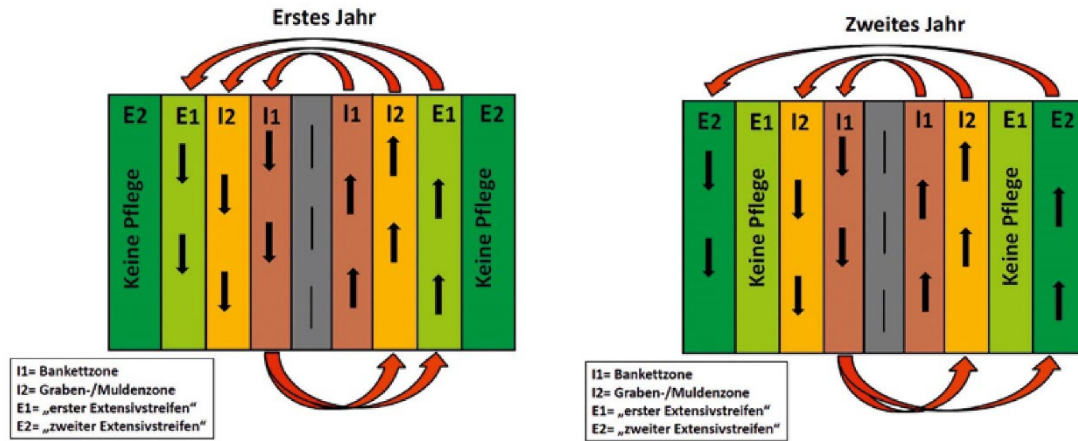 Erstes Jahr
E2 E1 I2 I1 I1 I2 E1 E2
Keine Pflege
Keine Pflege
I1= Bankettzone
I2= Graben-/Muldenzone
E1= „erster Extensivstreifen“
E2= „zweiter Extensivstreifen“
Zweites Jahr
E2 E1 I2 I1 I1 I2 E1 E2
Keine Pflege
Keine Pflege
I1= Bankettzone
I2= Graben-/Muldenzone
E1= „erster Extensivstreifen“
E2= „zweiter Extensivstreifen“